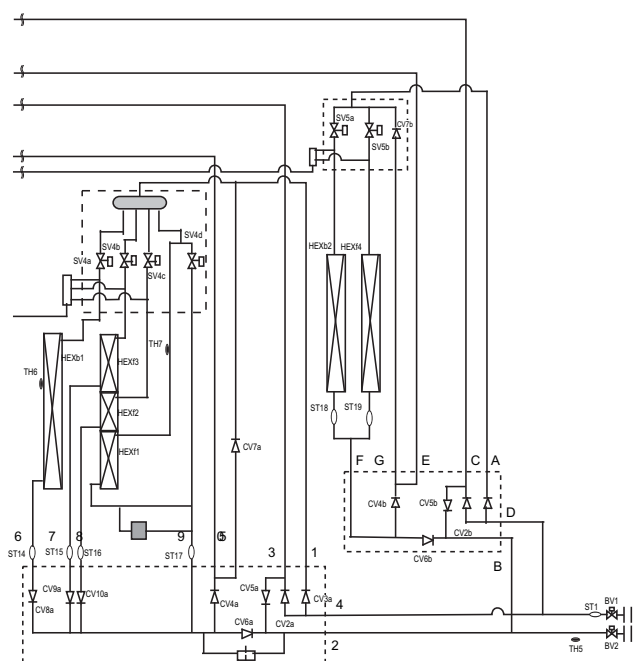 SV5a
CV7b
SV5b
SV4d
SV4b
SV4a
SV4c
HEXb2
HEXf4
HEXb1
HEXf3
TH7
TH6
HEXf2
HEXf1
ST18
ST19
CV7a
F
G
E
C
A
CV4b
CV5b
D
CV2b
CV6b
B
6
7
8
9
5
3
1
ST14
ST15
ST16
ST17
CV9a
CV10a
CV8a
CV4a
CV5a
CV2a
CV3a
4
CV6a
2
ST1
BV1
BV2
TH5